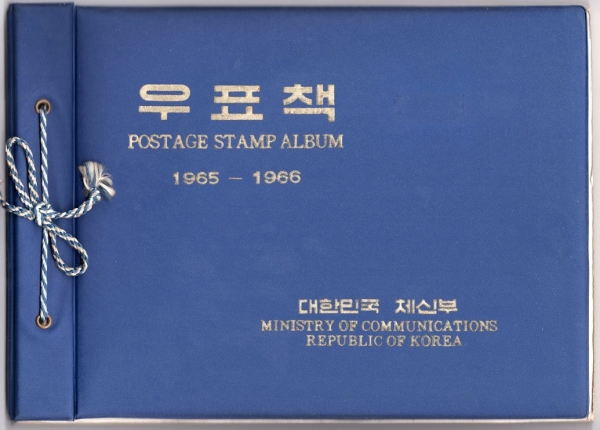 우표책
POSTAGE STAMP ALBUM
1965 - 1966
대한민국 체신부
MINISTRY OF COMMUNICATIONS
REPUBLIC OF KOREA